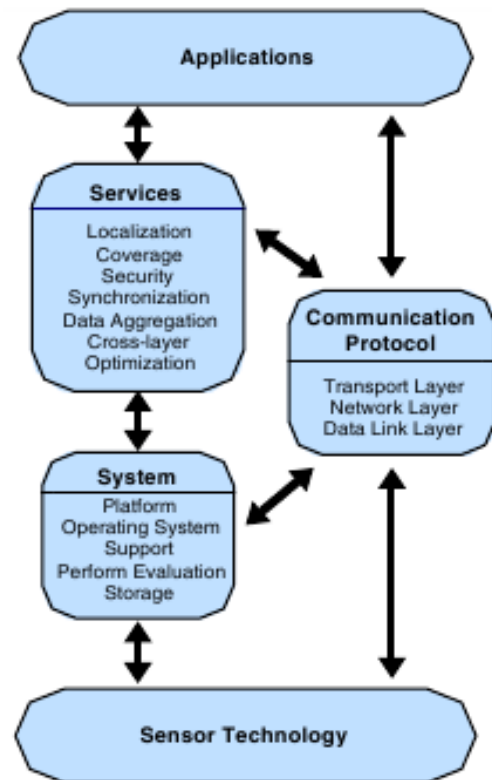 Applications
Services
Localization
Coverage
Security
Synchronization
Data Aggregation
Cross-layer
Optimization
Communication
Protocol
Transport Layer
Network Layer
Data Link Layer
System
Platform
Operating System
Support
Perform Evaluation
Storage
Sensor Technology